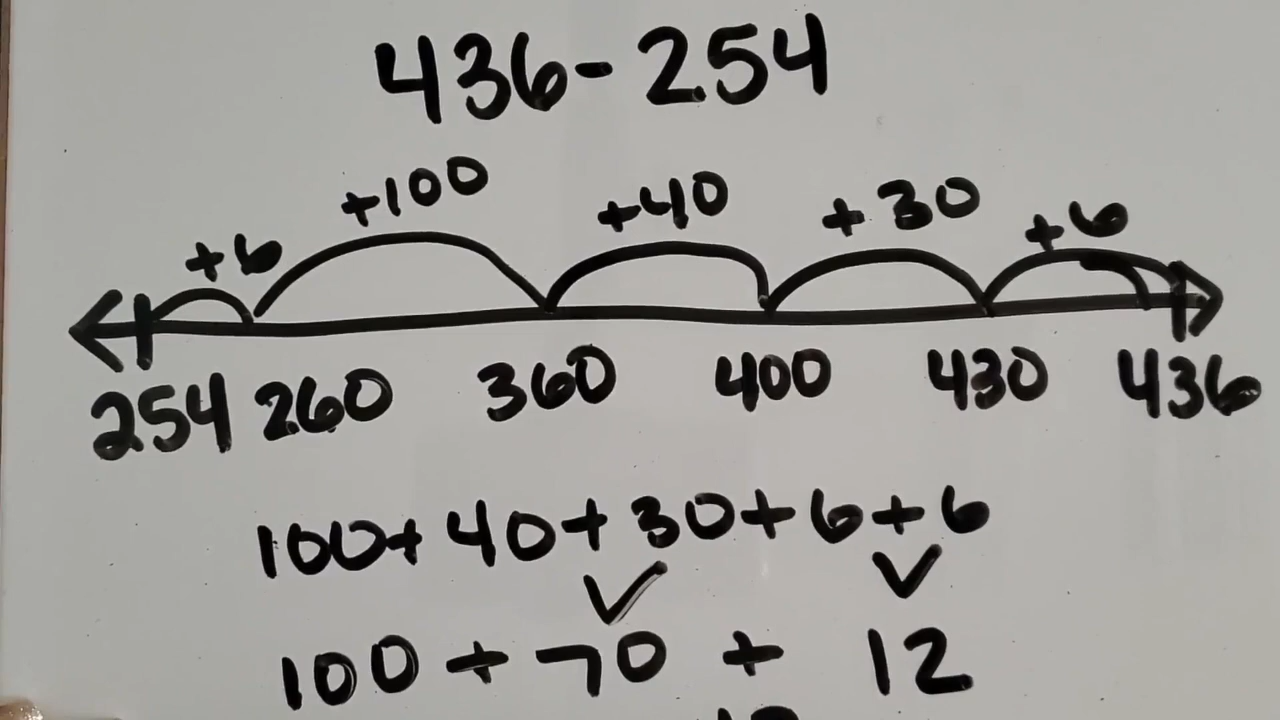 436-254
+6 +100 +40 +30 +6
254 260 360 400 430 436
100+40+30+6+6
100 + 70 + 12